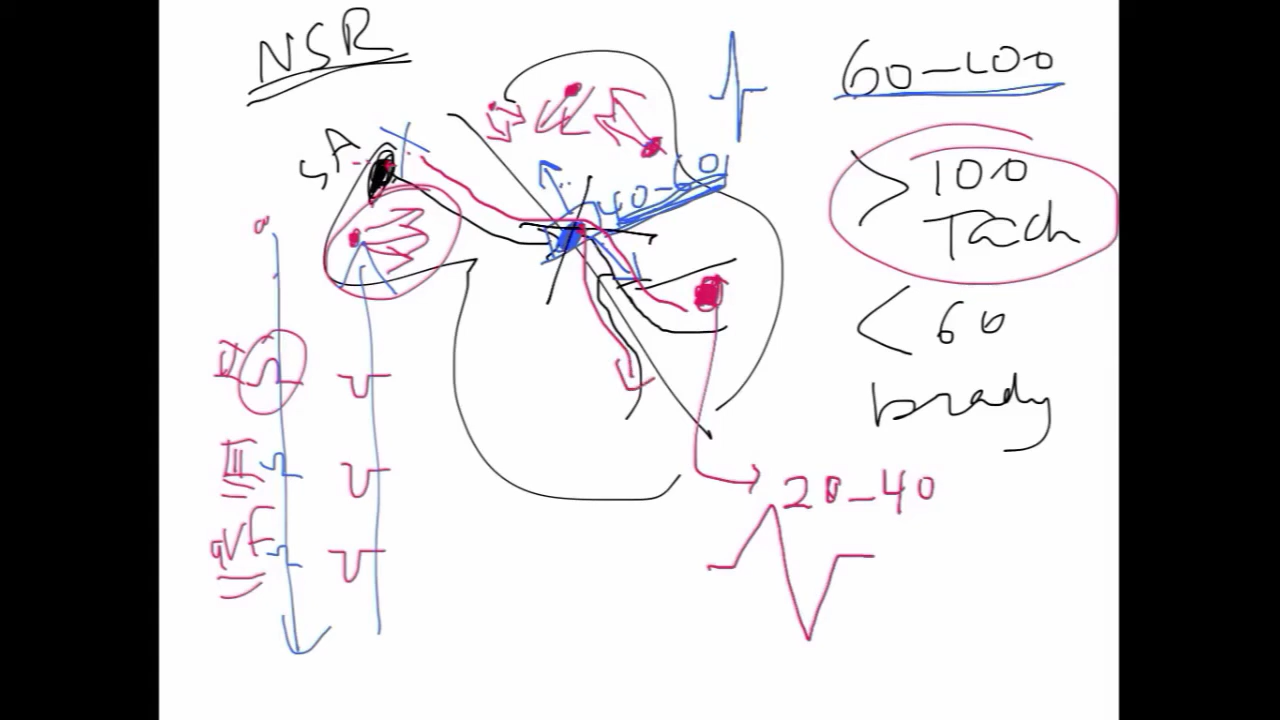 NSR
60-100
SA
>100
Tach
40-60
<60
brady
II
III
20-40
aVF